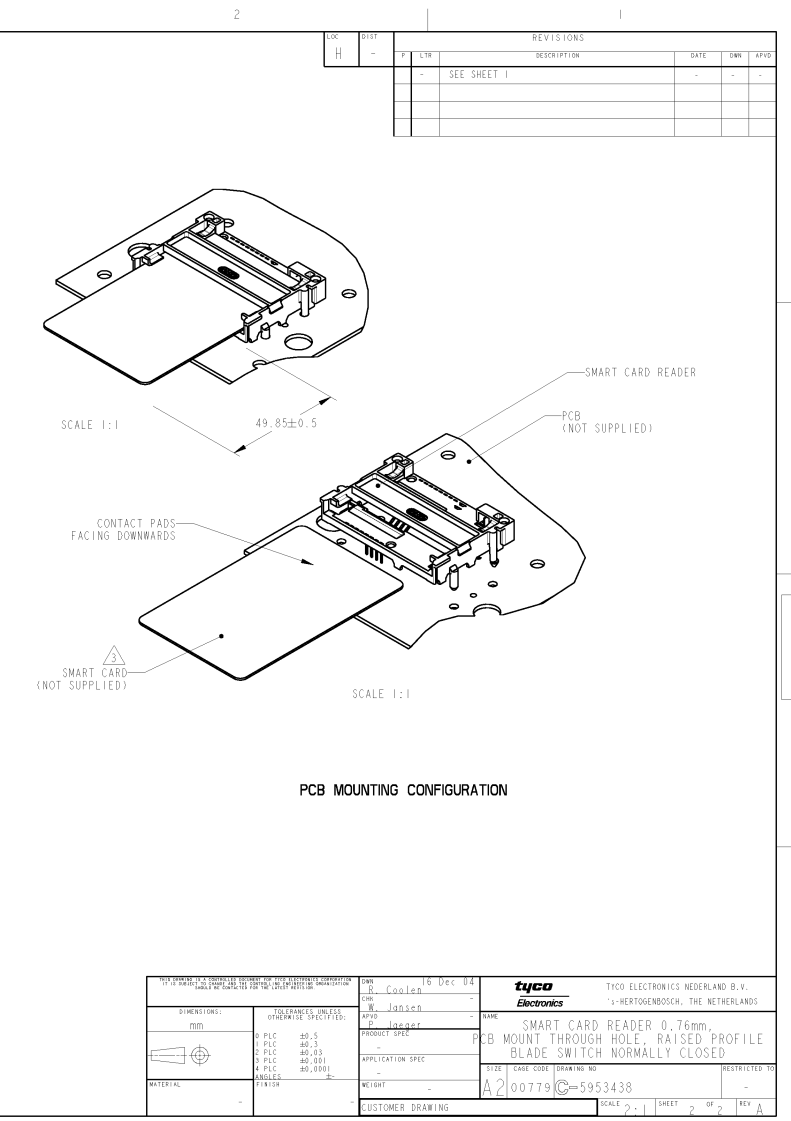 2
1
LOC
DIST
REVISIONS
H
-
P
LTR
DESCRIPTION
DATE
DWN
APVD
-
SEE SHEET 1
-
-
-
SMART CARD READER
SCALE 1:1
49.85±0.5
PCB
(NOT SUPPLIED)
CONTACT PADS
FACING DOWNWARDS
3
SMART CARD
(NOT SUPPLIED)
SCALE 1:1
PCB MOUNTING CONFIGURATION
THIS DRAWING IS A CONTROLLED DOCUMENT FOR TYCO ELECTRONICS CORPORATION
IT IS SUBJECT TO CHANGE AND THE CONTROLLING ENGINEERING ORGANIZATION
SHOULD BE CONTACTED FOR THE LATEST REVISION.
DIMENSIONS:
mm
TOLERANCES UNLESS
OTHERWISE SPECIFIED:
0 PLC ±0,5
1 PLC ±0,3
2 PLC ±0,03
3 PLC ±0,001
4 PLC ±0,0001
ANGLES ±-
MATERIAL
-
FINISH
-
DWN 16 Dec 04
R. Coolen
CHK -
W. Jansen
APVD -
P. Jaeger
PRODUCT SPEC
-
APPLICATION SPEC
-
WEIGHT -
CUSTOMER DRAWING
tyco
Electronics
TYCO ELECTRONICS NEDERLAND B.V.
's-HERTOGENBOSCH, THE NETHERLANDS
NAME
SMART CARD READER 0.76mm,
PCB MOUNT THROUGH HOLE, RAISED PROFILE
BLADE SWITCH NORMALLY CLOSED
SIZE
CAGE CODE
DRAWING NO
RESTRICTED TO
A2
00779
C=5953438
-
SCALE 2:1
SHEET 2 OF 2
REV A